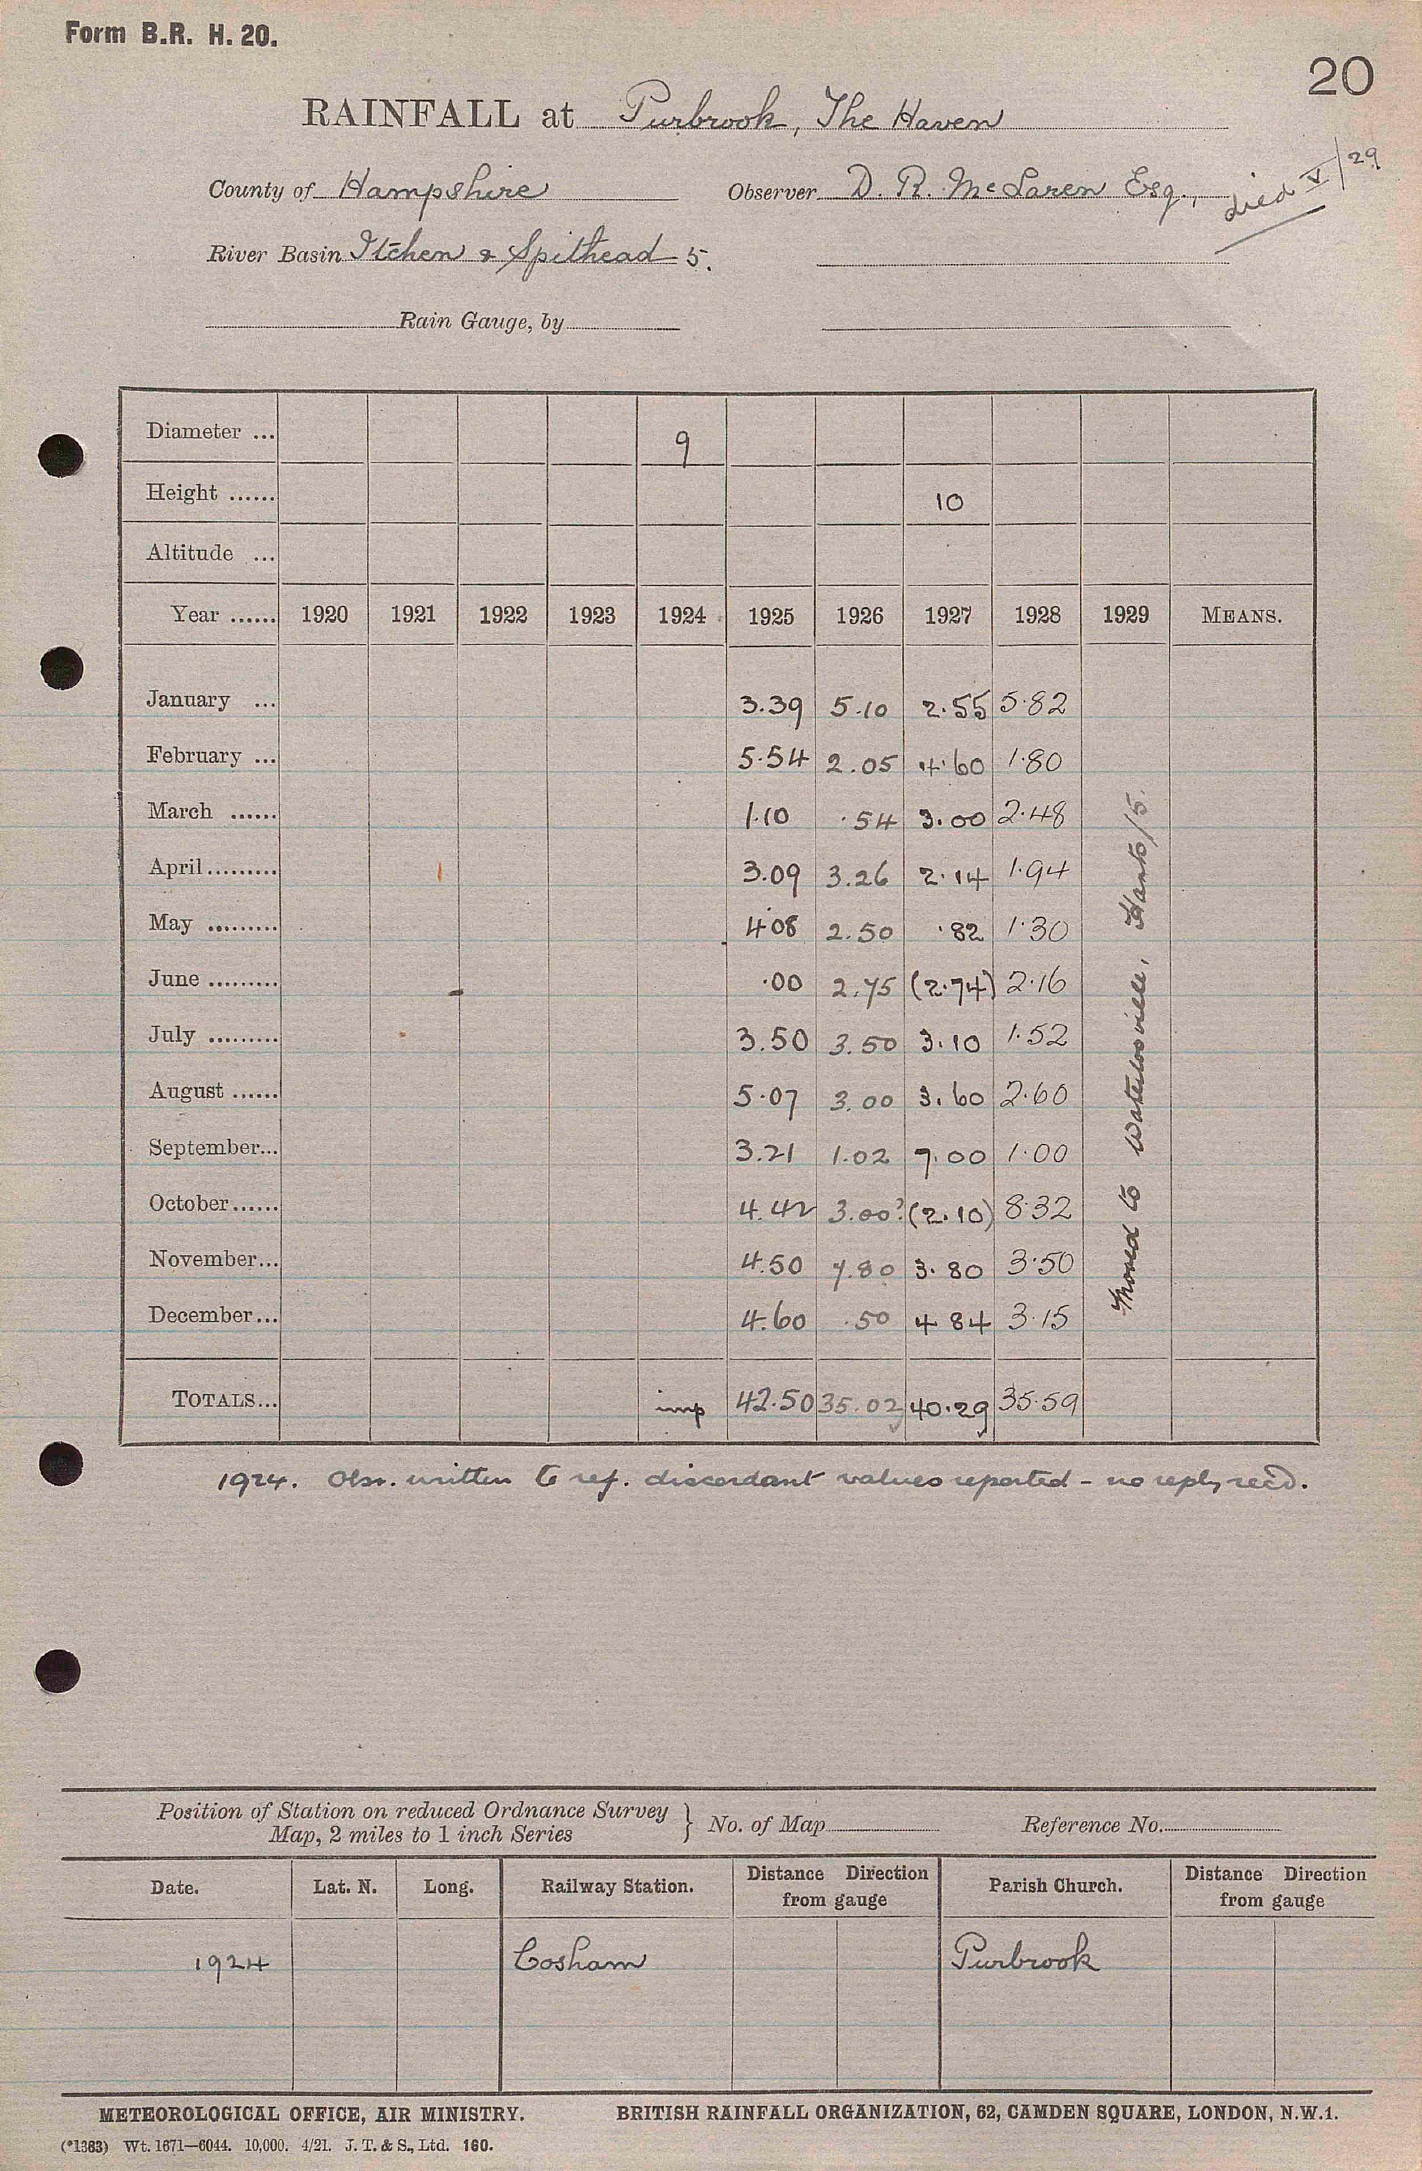 Form B.R. H. 20.
20
RAINFALL at Purbrook, The Haven
County of Hampshire Observer D. R. McLaren Esq., died V/29
River Basin Itchen & Spithead 5.
Rain Gauge, by
Diameter ... 9
Height ...... 10
Altitude ...
Year ...... 1920 1921 1922 1923 1924 1925 1926 1927 1928 1929 MEANS.
January ... 3.39 5.10 2.55 5.82
February ... 5.54 2.05 4.60 1.80
March ...... 1.10 .54 3.00 2.48
April ......... 3.09 3.26 2.14 1.94
May ......... 4.08 2.50 .82 1.30
June ......... .00 2.75 (2.74) 2.16
July ......... 3.50 3.50 3.10 1.52
August ...... 5.07 3.00 3.60 2.60
September... 3.21 1.02 7.00 1.00
October...... 4.42 3.00? (2.10) 8.32
November... 4.50 7.80 3.80 3.50
December... 4.60 .50 4 84 3.15
Moved to Waterlooville, Hants/5.
TOTALS... imp 42.50 35.02 40.29 35.59
1924. Obsr. written to ref. discordant values reported - no reply recd.
Position of Station on reduced Ordnance Survey
Map, 2 miles to 1 inch Series } No. of Map Reference No.
Date. Lat. N. Long. Railway Station. Distance Direction from gauge Parish Church. Distance Direction from gauge
1924 Cosham Purbrook
METEOROLOGICAL OFFICE, AIR MINISTRY. BRITISH RAINFALL ORGANIZATION, 62, CAMDEN SQUARE, LONDON, N.W.1.
(*1383) Wt. 1671—6044. 10,000. 4/21. J. T. & S., Ltd. 160.